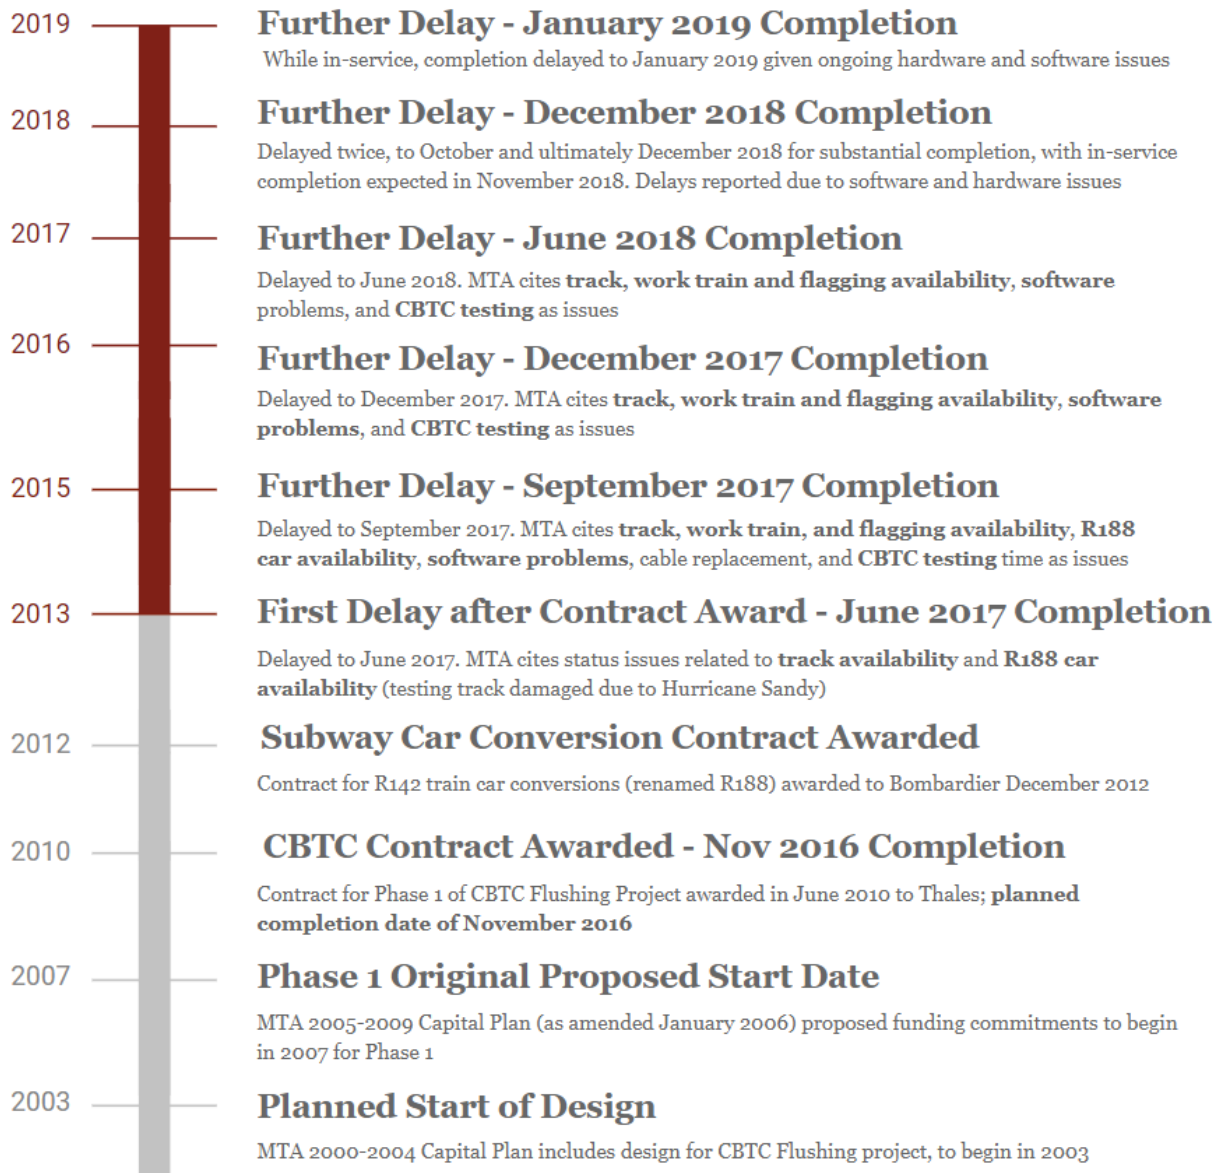 2019
Further Delay - January 2019 Completion
While in-service, completion delayed to January 2019 given ongoing hardware and software issues
2018
Further Delay - December 2018 Completion
Delayed twice, to October and ultimately December 2018 for substantial completion, with in-service
completion expected in November 2018. Delays reported due to software and hardware issues
2017
Further Delay - June 2018 Completion
Delayed to June 2018. MTA cites track, work train and flagging availability, software
problems, and CBTC testing as issues
2016
Further Delay - December 2017 Completion
Delayed to December 2017. MTA cites track, work train and flagging availability, software
problems, and CBTC testing as issues
2015
Further Delay - September 2017 Completion
Delayed to September 2017. MTA cites track, work train, and flagging availability, R188
car availability, software problems, cable replacement, and CBTC testing time as issues
2013
First Delay after Contract Award - June 2017 Completion
Delayed to June 2017. MTA cites status issues related to track availability and R188 car
availability (testing track damaged due to Hurricane Sandy)
2012
Subway Car Conversion Contract Awarded
Contract for R142 train car conversions (renamed R188) awarded to Bombardier December 2012
2010
CBTC Contract Awarded - Nov 2016 Completion
Contract for Phase 1 of CBTC Flushing Project awarded in June 2010 to Thales; planned
completion date of November 2016
2007
Phase 1 Original Proposed Start Date
MTA 2005-2009 Capital Plan (as amended January 2006) proposed funding commitments to begin
in 2007 for Phase 1
2003
Planned Start of Design
MTA 2000-2004 Capital Plan includes design for CBTC Flushing project, to begin in 2003